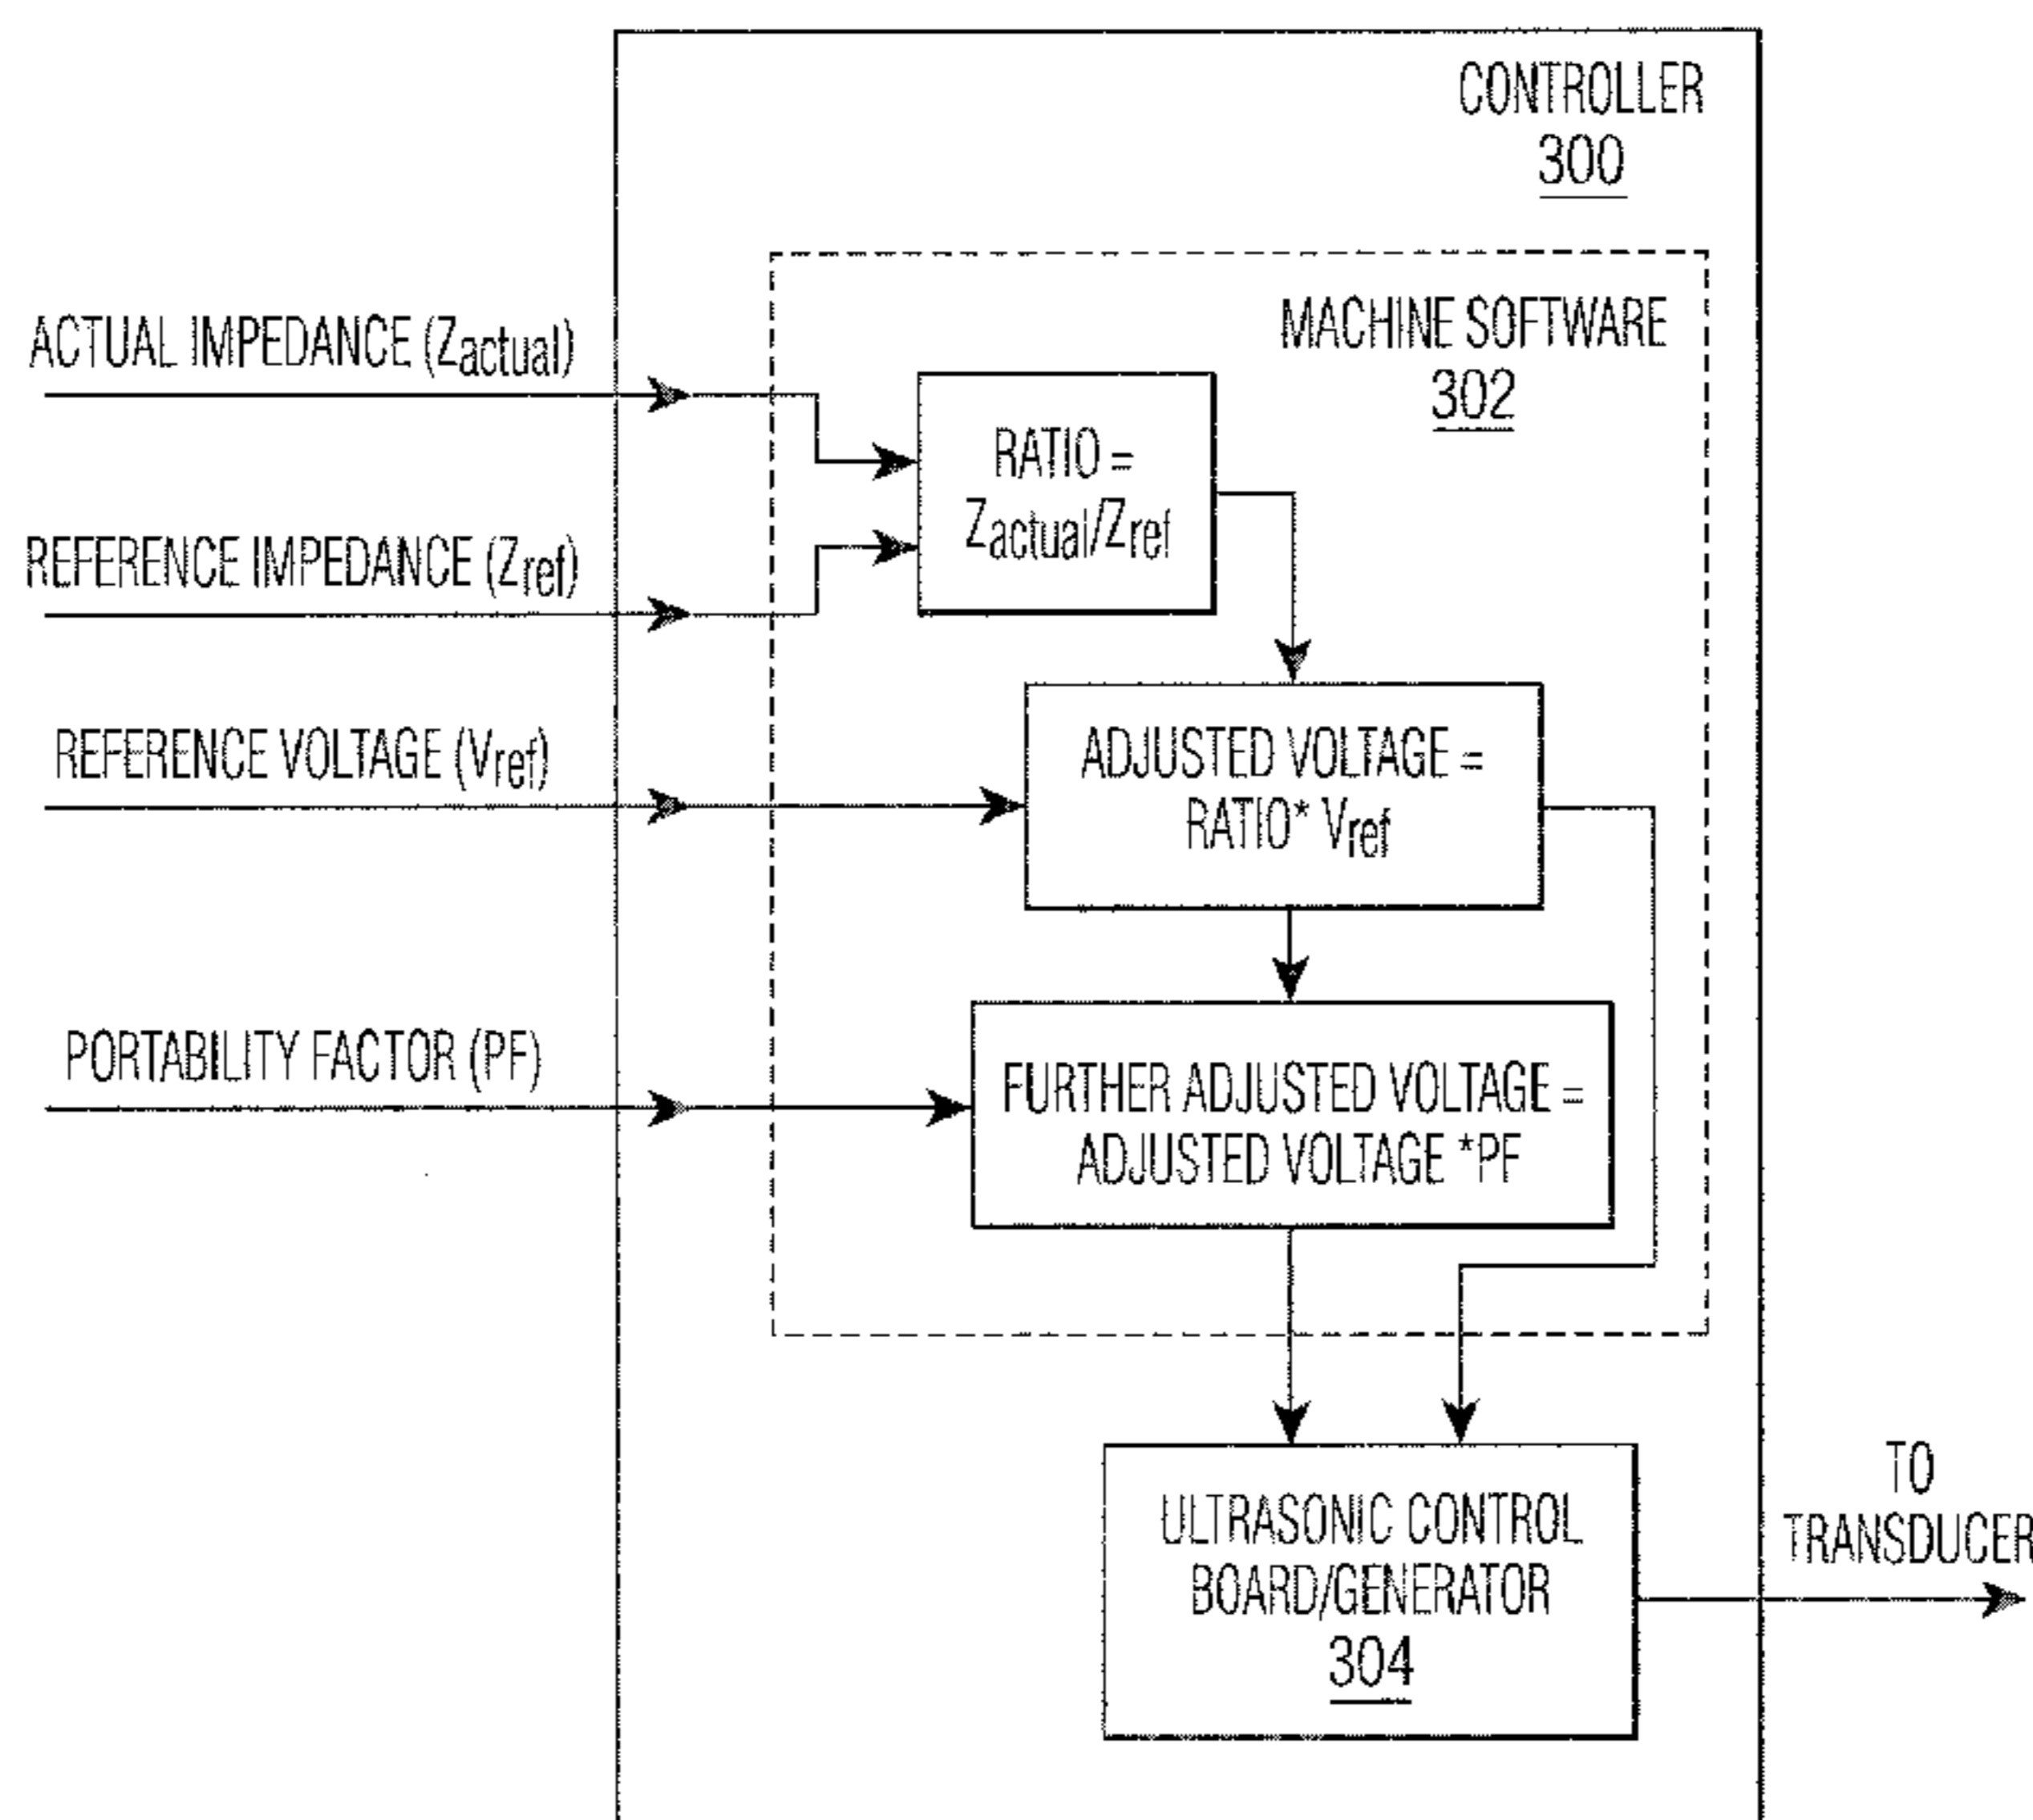 CONTROLLER
300
MACHINE SOFTWARE
302
ACTUAL IMPEDANCE (Zactual)
RATIO =
Zactual/Zref
REFERENCE IMPEDANCE (Zref)
REFERENCE VOLTAGE (Vref)
ADJUSTED VOLTAGE =
RATIO* Vref
PORTABILITY FACTOR (PF)
FURTHER ADJUSTED VOLTAGE =
ADJUSTED VOLTAGE *PF
ULTRASONIC CONTROL
BOARD/GENERATOR
304
TO
TRANSDUCER